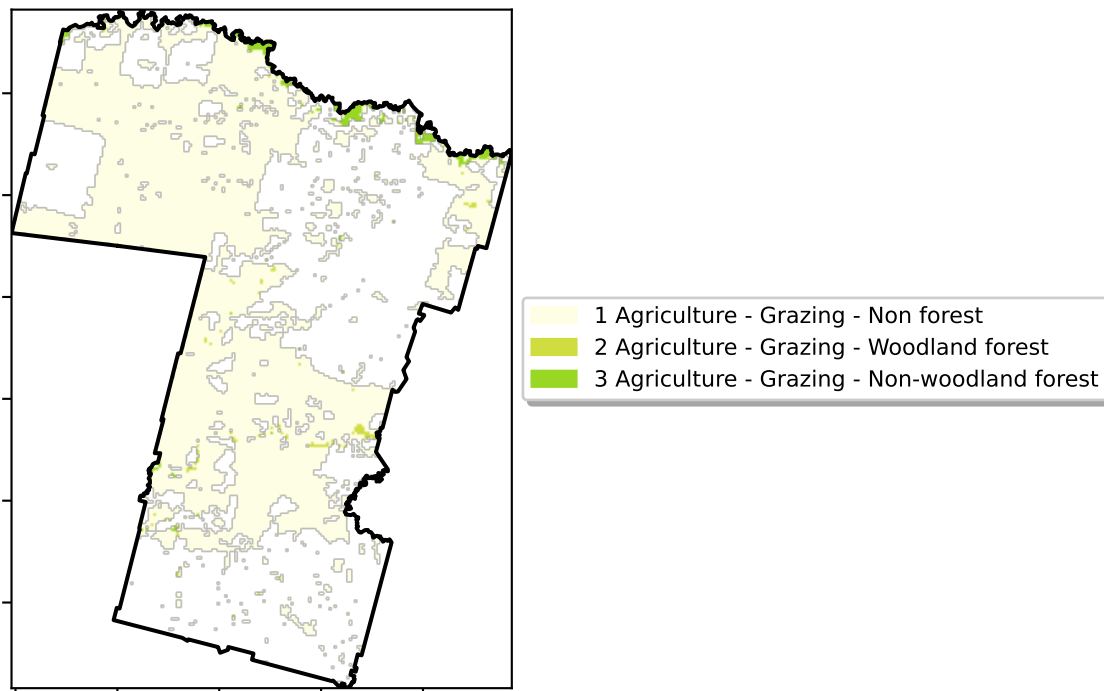 1 Agriculture - Grazing - Non forest
2 Agriculture - Grazing - Woodland forest
3 Agriculture - Grazing - Non-woodland forest